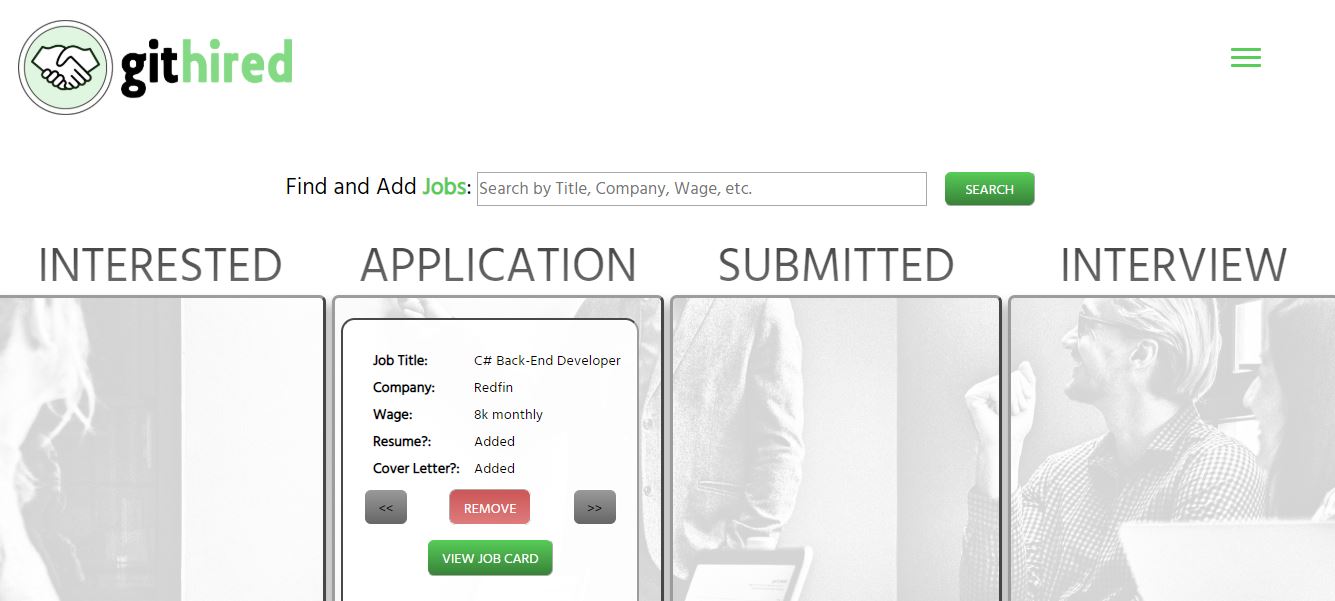 githired
Find and Add Jobs: Search by Title, Company, Wage, etc. SEARCH
INTERESTED APPLICATION SUBMITTED INTERVIEW
Job Title: C# Back-End Developer
Company: Redfin
Wage: 8k monthly
Resume?: Added
Cover Letter?: Added
<< REMOVE >>
VIEW JOB CARD